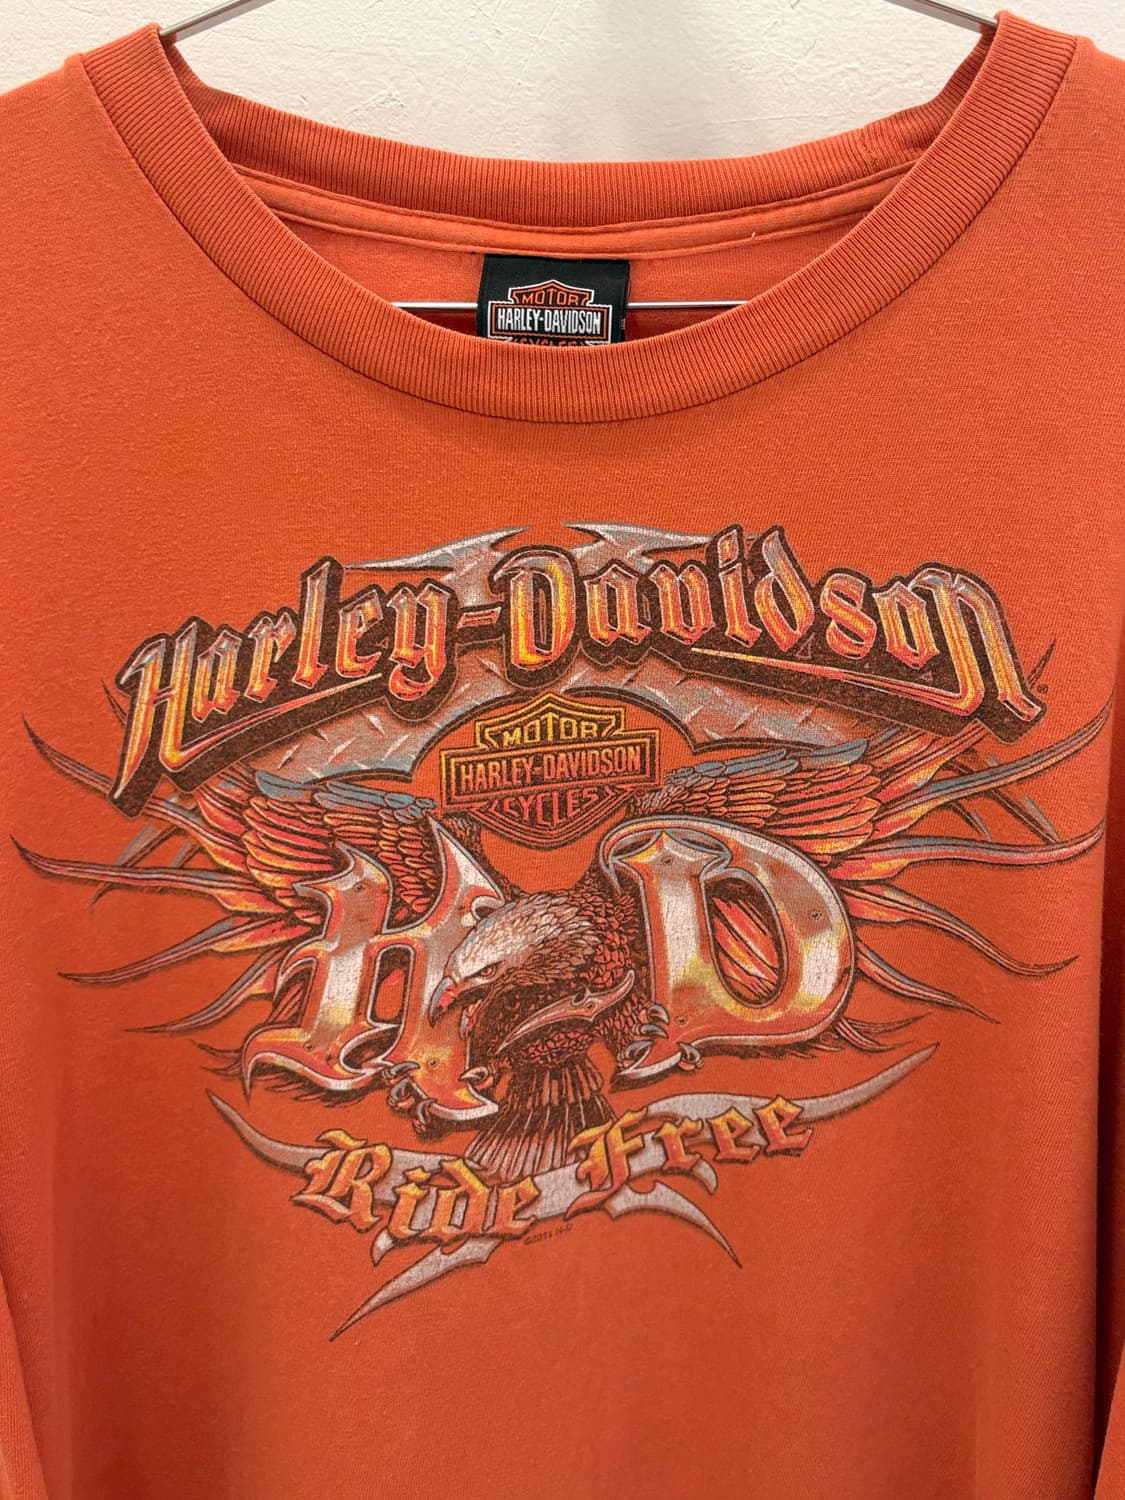 MOTOR
HARLEY-DAVIDSON
CYCLES
Harley-Davidson
MOTOR
HARLEY-DAVIDSON
CYCLES
H D
Ride Free